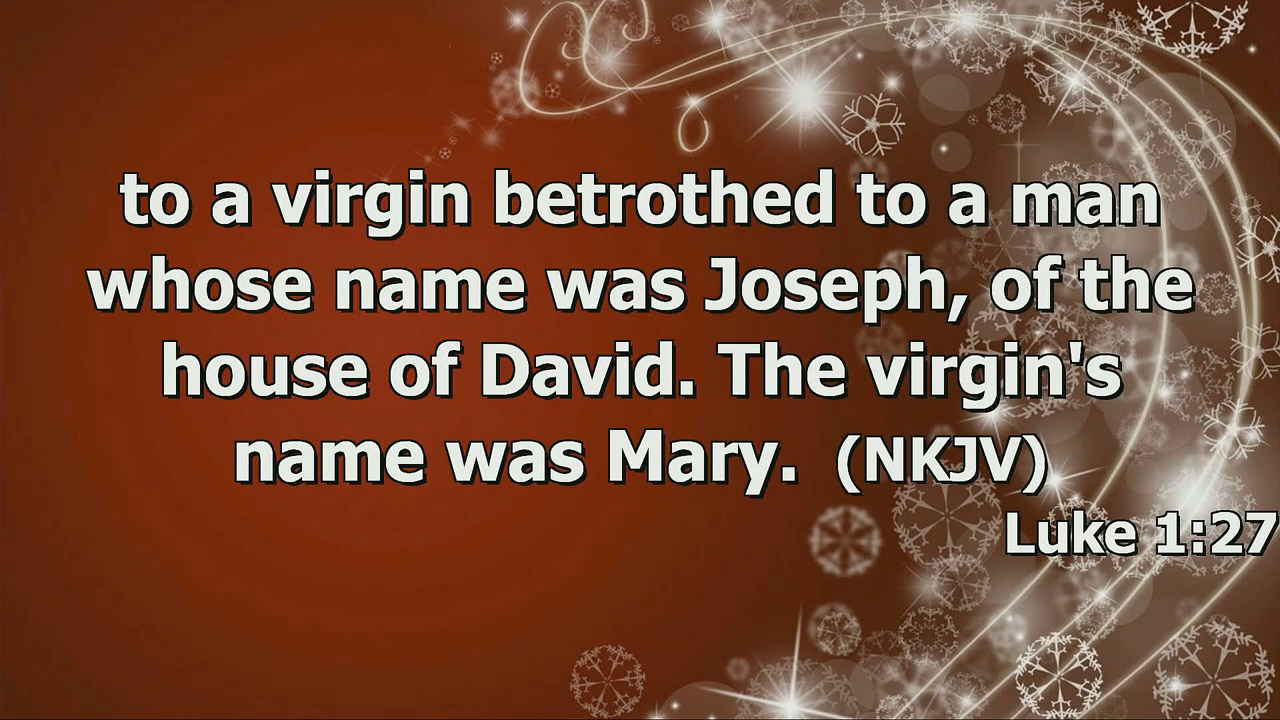 to a virgin betrothed to a man
whose name was Joseph, of the
house of David. The virgin's
name was Mary. (NKJV)
Luke 1:27